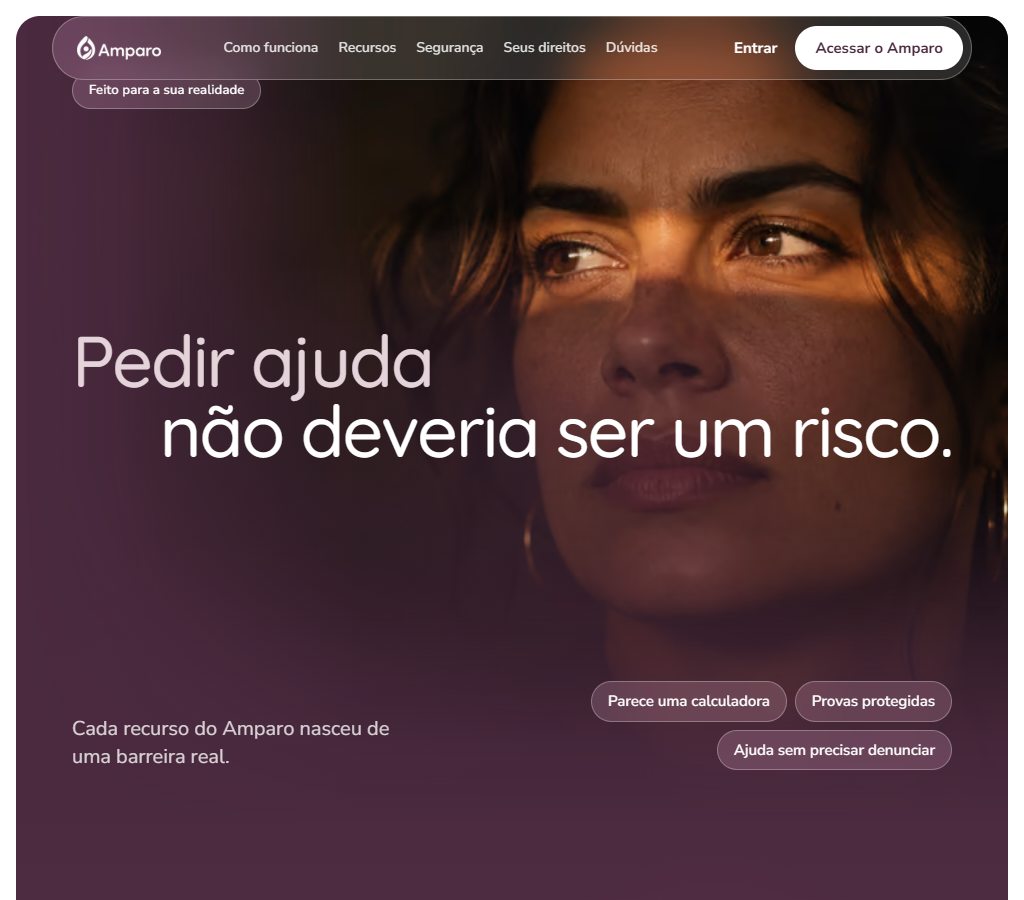 Amparo
Como funciona
Recursos
Segurança
Seus direitos
Dúvidas
Entrar
Acessar o Amparo
Feito para a sua realidade
Pedir ajuda
não deveria ser um risco.
Parece uma calculadora
Provas protegidas
Cada recurso do Amparo nasceu de
uma barreira real.
Ajuda sem precisar denunciar